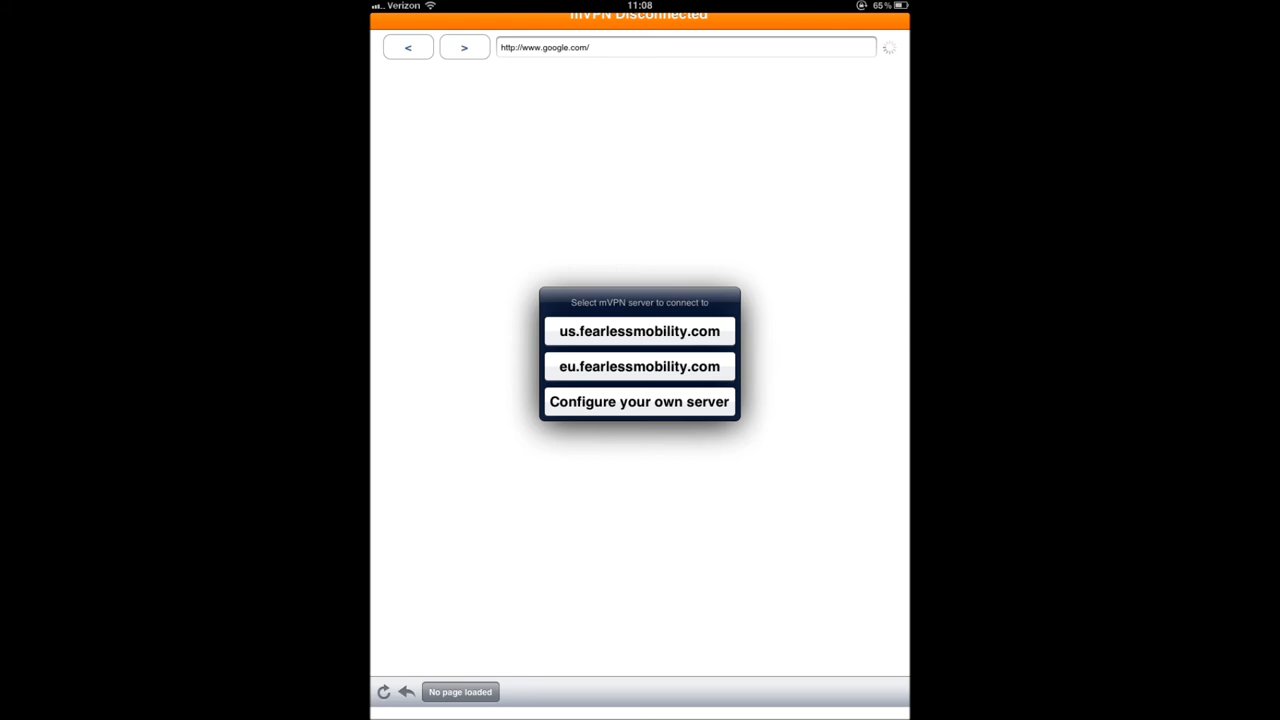 Verizon 11:08 65%
mVPN Disconnected
< > http://www.google.com/
Select mVPN server to connect to
us.fearlessmobility.com
eu.fearlessmobility.com
Configure your own server
No page loaded